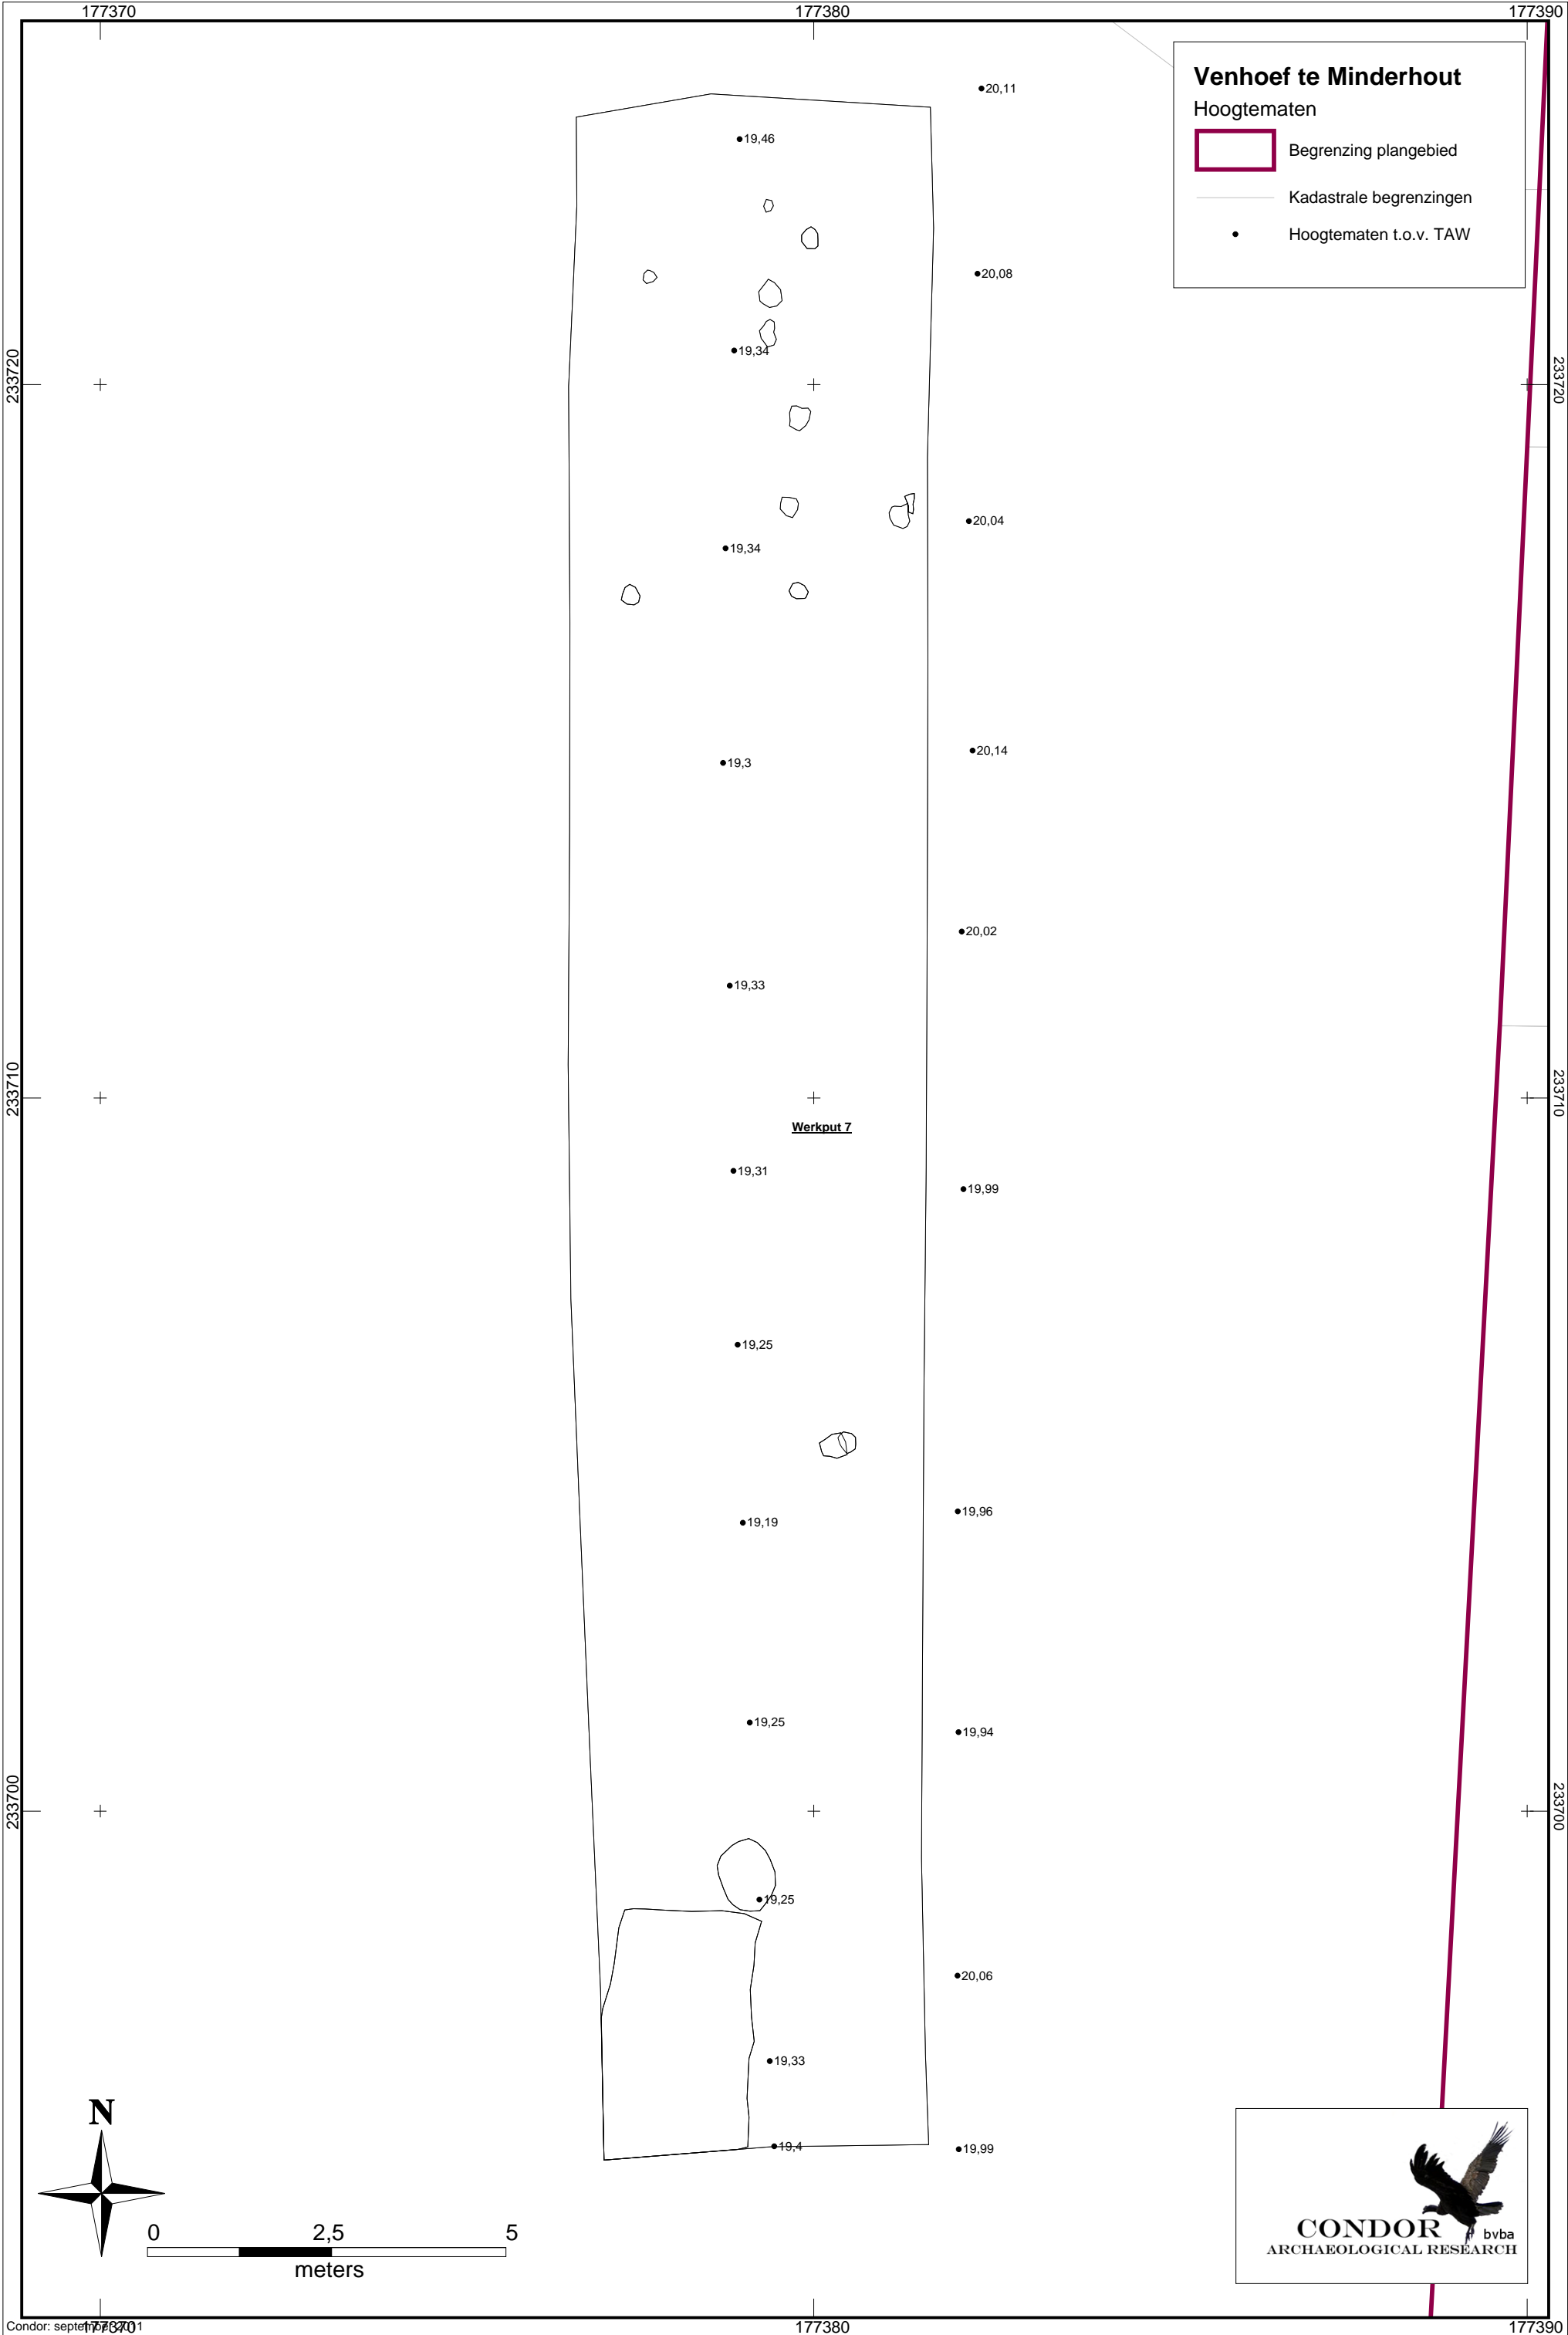 177370 177380 177390
Venhoef te Minderhout
Hoogtematen
Begrenzing plangebied
Kadastrale begrenzingen
Hoogtematen t.o.v. TAW
20,11
19,46
20,08
19,34
233720 233720
20,04
19,34
20,14
19,3
20,02
19,33
233710 233710
Werkput 7
19,31
19,99
19,25
19,96
19,19
19,25
19,94
233700 233700
19,25
20,06
19,33
19,4
19,99
N
0 2,5 5
meters
CONDOR bvba
ARCHAEOLOGICAL RESEARCH
Condor: september 2011
177370 177380 177390